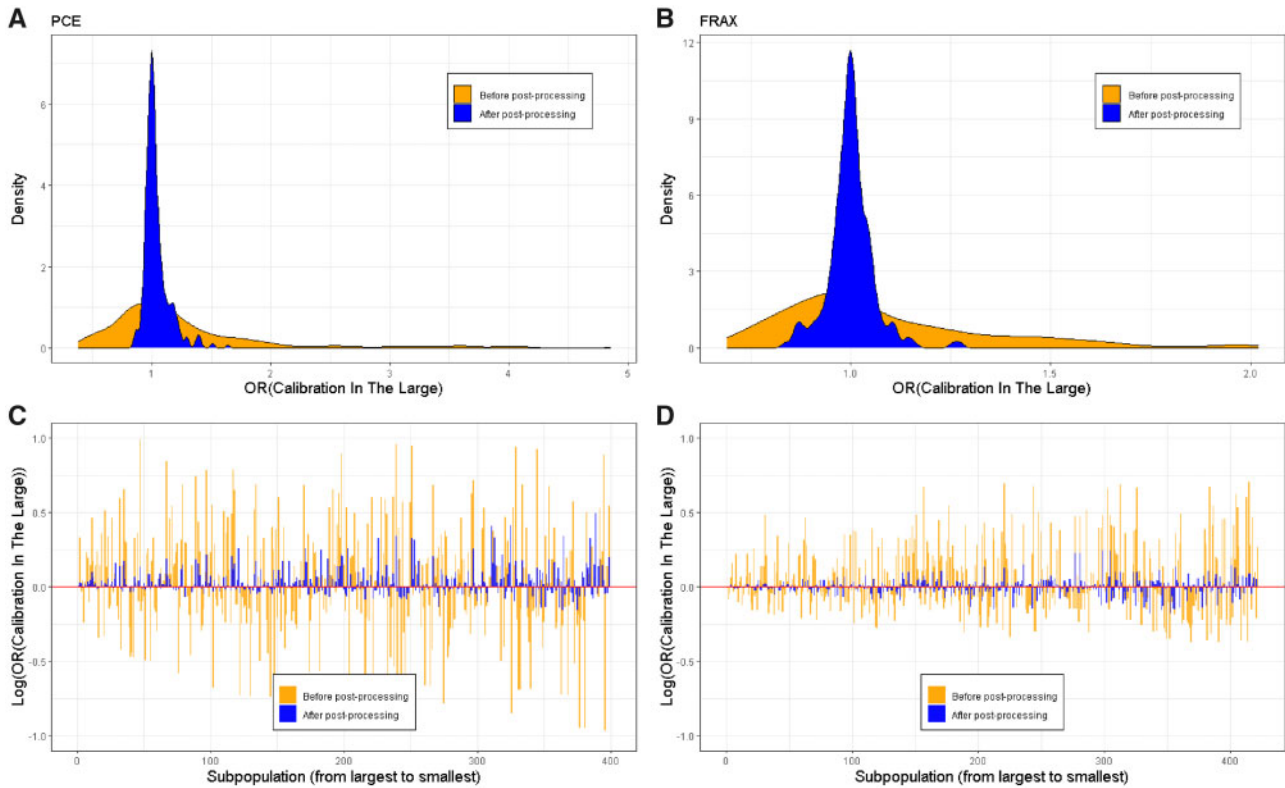 A
PCE
6
4
2
0
Density
Before post-processing
After post-processing
1
2
3
4
5
OR(Calibration In The Large)
B
FRAX
12
9
6
3
0
Density
Before post-processing
After post-processing
1.0
1.5
2.0
OR(Calibration In The Large)
C
1.0
0.5
0.0
-0.5
-1.0
Log(OR(Calibration In The Large))
Before post-processing
After post-processing
0
100
200
300
400
Subpopulation (from largest to smallest)
D
1.0
0.5
0.0
-0.5
-1.0
Log(OR(Calibration In The Large))
Before post-processing
After post-processing
0
100
200
300
400
Subpopulation (from largest to smallest)